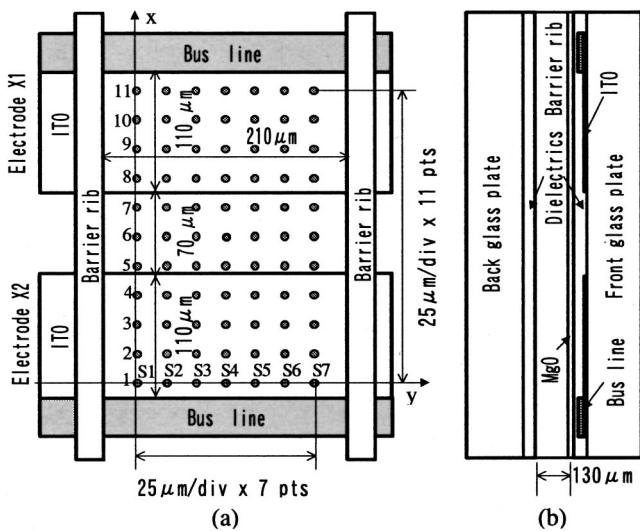 x
Bus line
Electrode X1
ITO
11
10
9
8
110μm
210μm
Barrier rib
Barrier rib
7
6
5
70μm
25μm/div x 11 pts
Electrode X2
ITO
4
3
2
1
110μm
S1 S2 S3 S4 S5 S6 S7
y
Bus line
25μm/div x 7 pts
(a)
Back glass plate
Dielectrics
Barrier rib
ITO
Front glass plate
MgO
Bus line
130μm
(b)